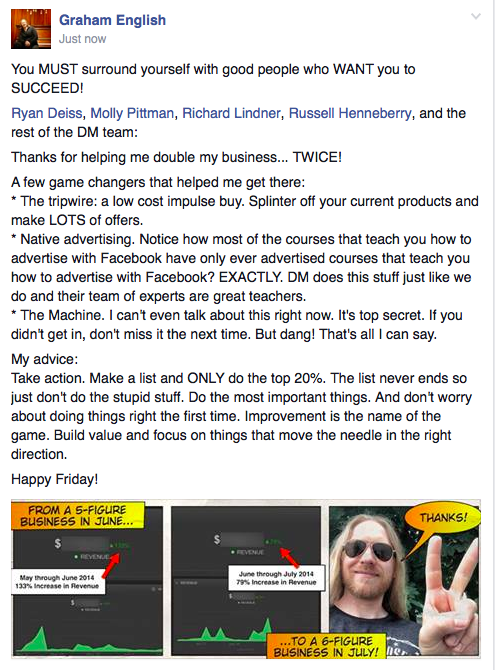 Graham English
Just now
You MUST surround yourself with good people who WANT you to
SUCCEED!
Ryan Deiss, Molly Pittman, Richard Lindner, Russell Henneberry, and the
rest of the DM team:
Thanks for helping me double my business... TWICE!
A few game changers that helped me get there:
* The tripwire: a low cost impulse buy. Splinter off your current products and
make LOTS of offers.
* Native advertising. Notice how most of the courses that teach you how to
advertise with Facebook have only ever advertised courses that teach you
how to advertise with Facebook? EXACTLY. DM does this stuff just like we
do and their team of experts are great teachers.
* The Machine. I can't even talk about this right now. It's top secret. If you
didn't get in, don't miss it the next time. But dang! That's all I can say.
My advice:
Take action. Make a list and ONLY do the top 20%. The list never ends so
just don't do the stupid stuff. Do the most important things. And don't worry
about doing things right the first time. Improvement is the name of the
game. Build value and focus on things that move the needle in the right
direction.
Happy Friday!
FROM A 5-FIGURE
BUSINESS IN JUNE...
$
REVENUE
May through June 2014
133% Increase in Revenue
$
$
REVENUE
June through July 2014
79% Increase in Revenue
$
...TO A 6-FIGURE
BUSINESS IN JULY!
THANKS!